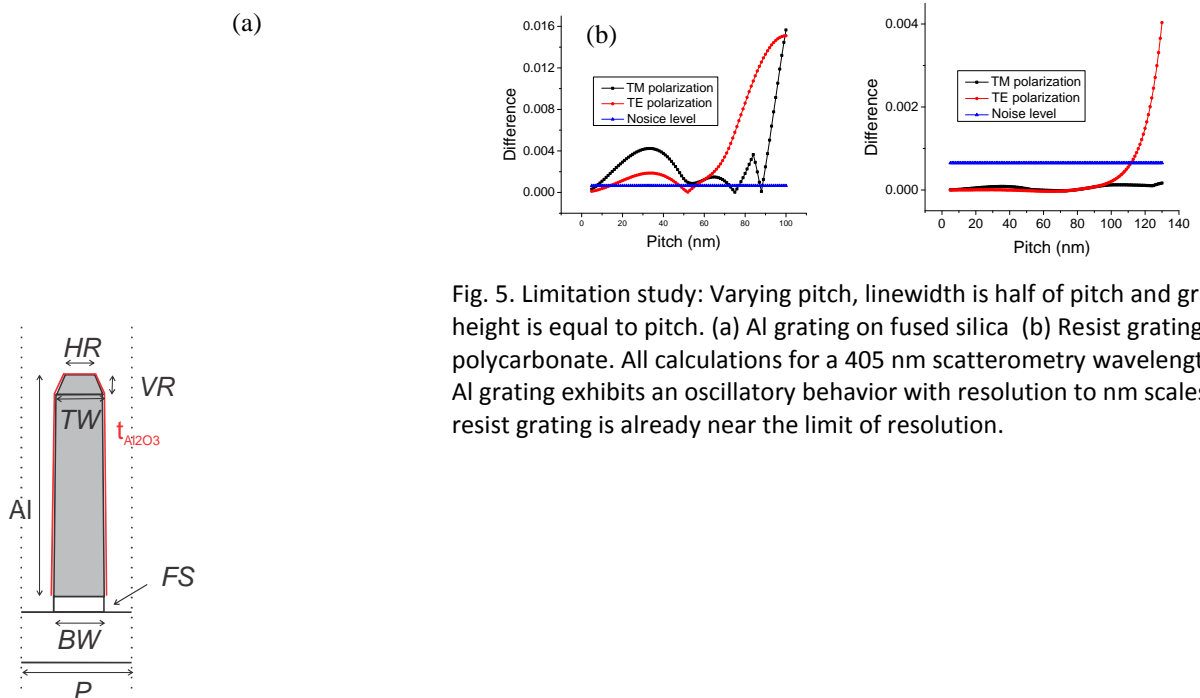 (a)
(b)
0.016
0.012
0.008
0.004
0.000
Difference
TM polarization
TE polarization
Nosice level
0 20 40 60 80 100
Pitch (nm)
0.004
0.002
0.000
Difference
TM polarization
TE polarization
Noise level
0 20 40 60 80 100 120 140
Pitch (nm)
Fig. 5. Limitation study: Varying pitch, linewidth is half of pitch and gr
height is equal to pitch. (a) Al grating on fused silica (b) Resist grating
polycarbonate. All calculations for a 405 nm scatterometry wavelengt
Al grating exhibits an oscillatory behavior with resolution to nm scales
resist grating is already near the limit of resolution.
HR
VR
TW
tAl2O3
Al
FS
BW
P